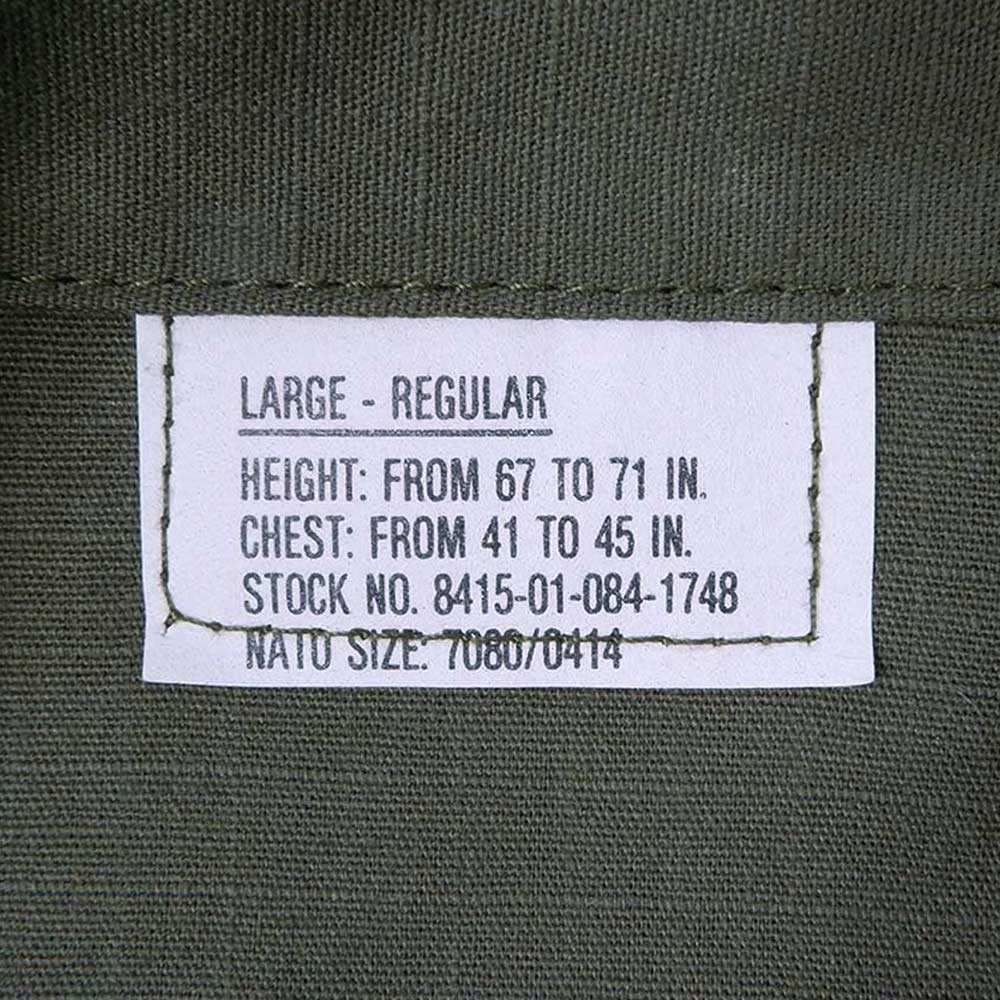 LARGE - REGULAR
HEIGHT: FROM 67 TO 71 IN.
CHEST: FROM 41 TO 45 IN.
STOCK NO. 8415-01-084-1748
NATO SIZE: 7080/0414